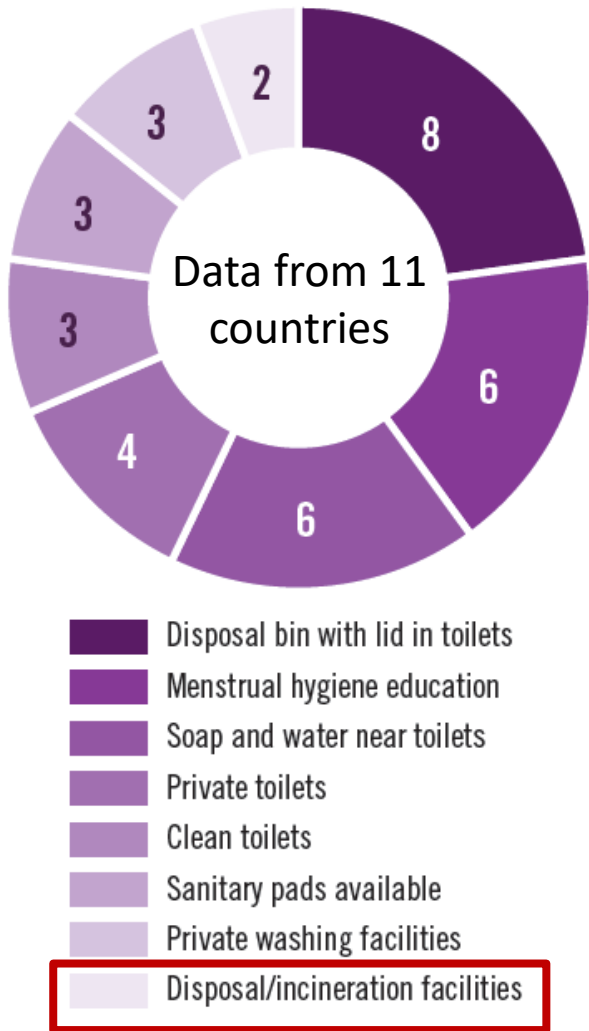 2
8
3
3
Data from 11
countries
3
6
4
6
Disposal bin with lid in toilets
Menstrual hygiene education
Soap and water near toilets
Private toilets
Clean toilets
Sanitary pads available
Private washing facilities
Disposal/incineration facilities